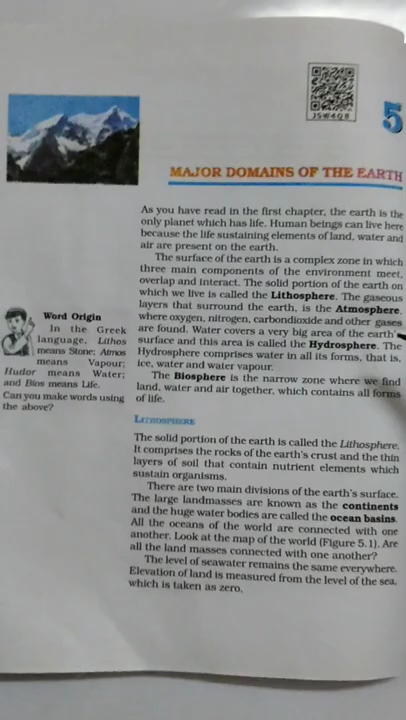 JSW4Q8
5
MAJOR DOMAINS OF THE EARTH
As you have read in the first chapter, the earth is the
only planet which has life. Human beings can live here
because the life sustaining elements of land, water and
air are present on the earth.
The surface of the earth is a complex zone in which
three main components of the environment meet,
overlap and interact. The solid portion of the earth on
which we live is called the Lithosphere. The gaseous
layers that surround the earth, is the Atmosphere,
where oxygen, nitrogen, carbondioxide and other gases
are found. Water covers a very big area of the earth's
surface and this area is called the Hydrosphere. The
Hydrosphere comprises water in all its forms, that is,
ice, water and water vapour.
The Biosphere is the narrow zone where we find
land, water and air together, which contains all forms
of life.
Word Origin
In the Greek
language, Lithos
means Stone; Atmos
means Vapour;
Hudor means Water;
and Bios means Life.
Can you make words using
the above?
LITHOSPHERE
The solid portion of the earth is called the Lithosphere.
It comprises the rocks of the earth's crust and the thin
layers of soil that contain nutrient elements which
sustain organisms.
There are two main divisions of the earth's surface.
The large landmasses are known as the continents
and the huge water bodies are called the ocean basins.
All the oceans of the world are connected with one
another. Look at the map of the world (Figure 5.1). Are
all the land masses connected with one another?
The level of seawater remains the same everywhere.
Elevation of land is measured from the level of the sea,
which is taken as zero.